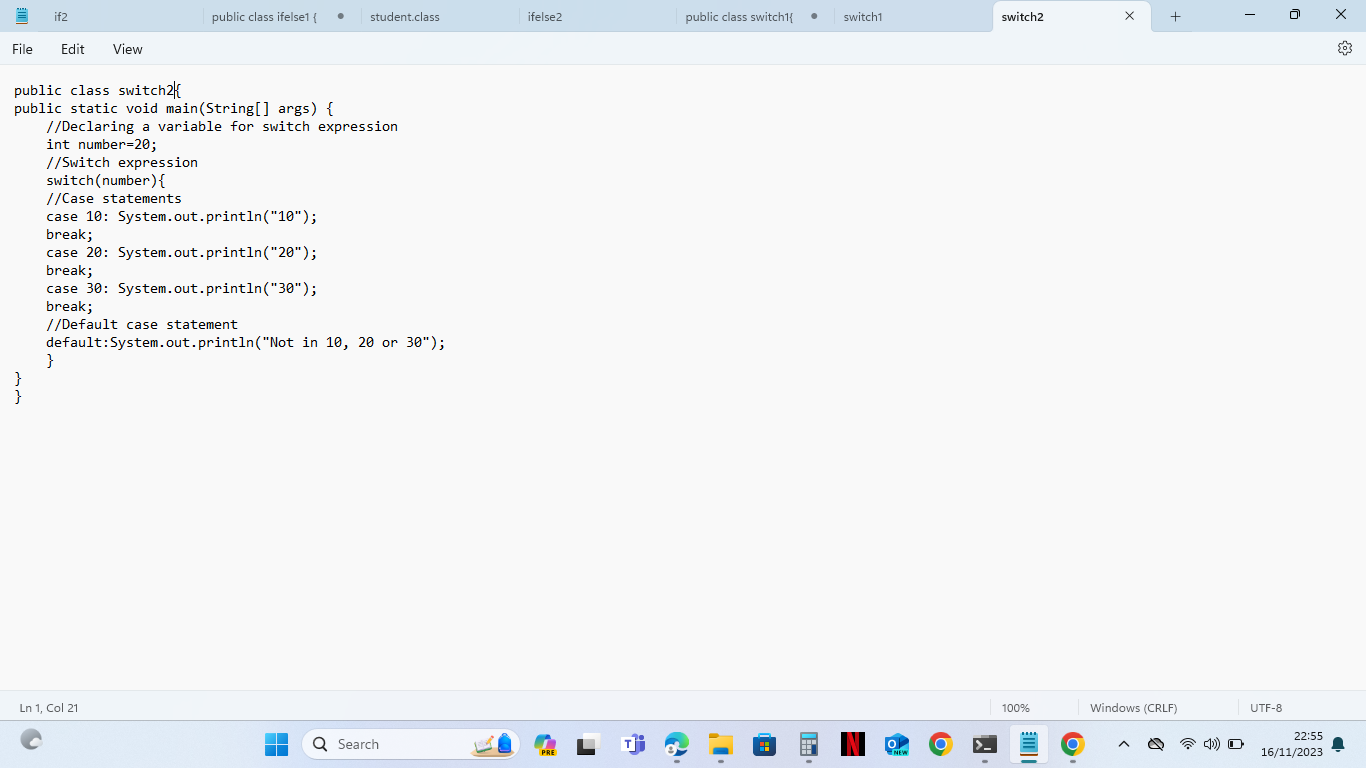 if2
public class ifelse1 {
student.class
ifelse2
public class switch1{
switch1
switch2
File Edit View
public class switch2{
public static void main(String[] args) {
    //Declaring a variable for switch expression
    int number=20;
    //Switch expression
    switch(number){
    //Case statements
    case 10: System.out.println("10");
    break;
    case 20: System.out.println("20");
    break;
    case 30: System.out.println("30");
    break;
    //Default case statement
    default:System.out.println("Not in 10, 20 or 30");
    }
}
}
Ln 1, Col 21
100%
Windows (CRLF)
UTF-8
Search
PRE
NEW
22:55
16/11/2023